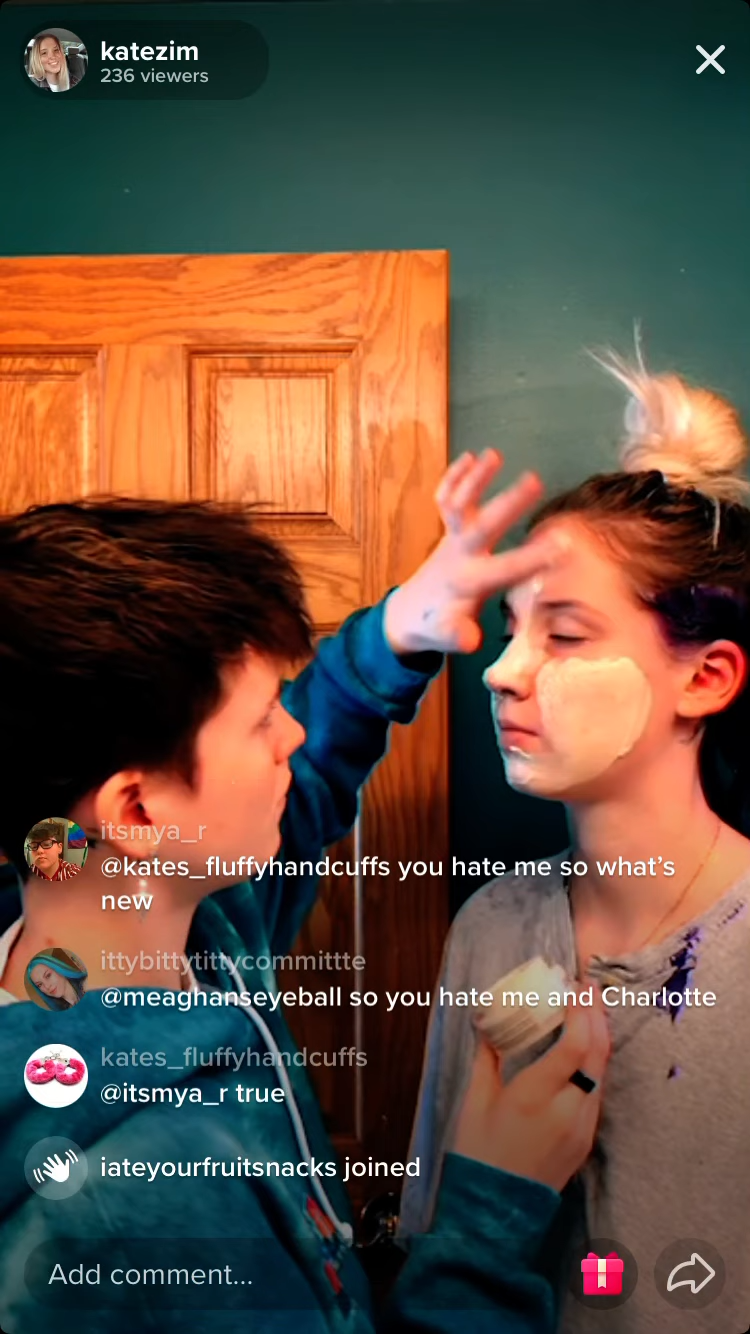 katezim
236 viewers
itsmya_r
@kates_fluffyhandcuffs you hate me so what’s
new
ittybittytittycommittte
@meaghanseyeball so you hate me and Charlotte
kates_fluffyhandcuffs
@itsmya_r true
iateyourfruitsnacks joined
Add comment...